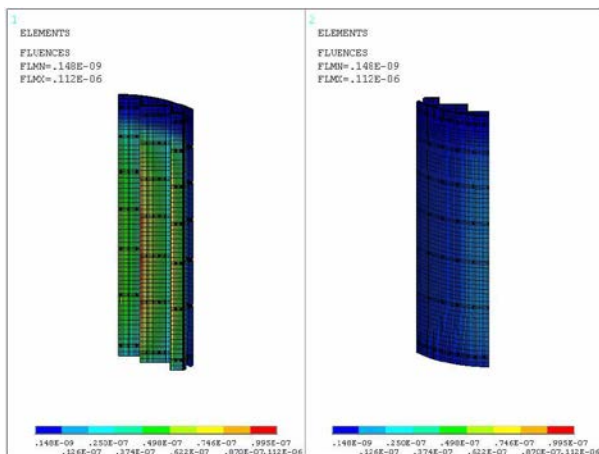 1
ELEMENTS
FLUENCES
FLMN=.148E-09
FLMX=.112E-06
.148E-09 .250E-07 .498E-07 .746E-07 .995E-07
.126E-07 .374E-07 .622E-07 .870E-07 .112E-06
2
ELEMENTS
FLUENCES
FLMN=.148E-09
FLMX=.112E-06
.148E-09 .250E-07 .498E-07 .746E-07 .995E-07
.126E-07 .374E-07 .622E-07 .870E-07 .112E-06